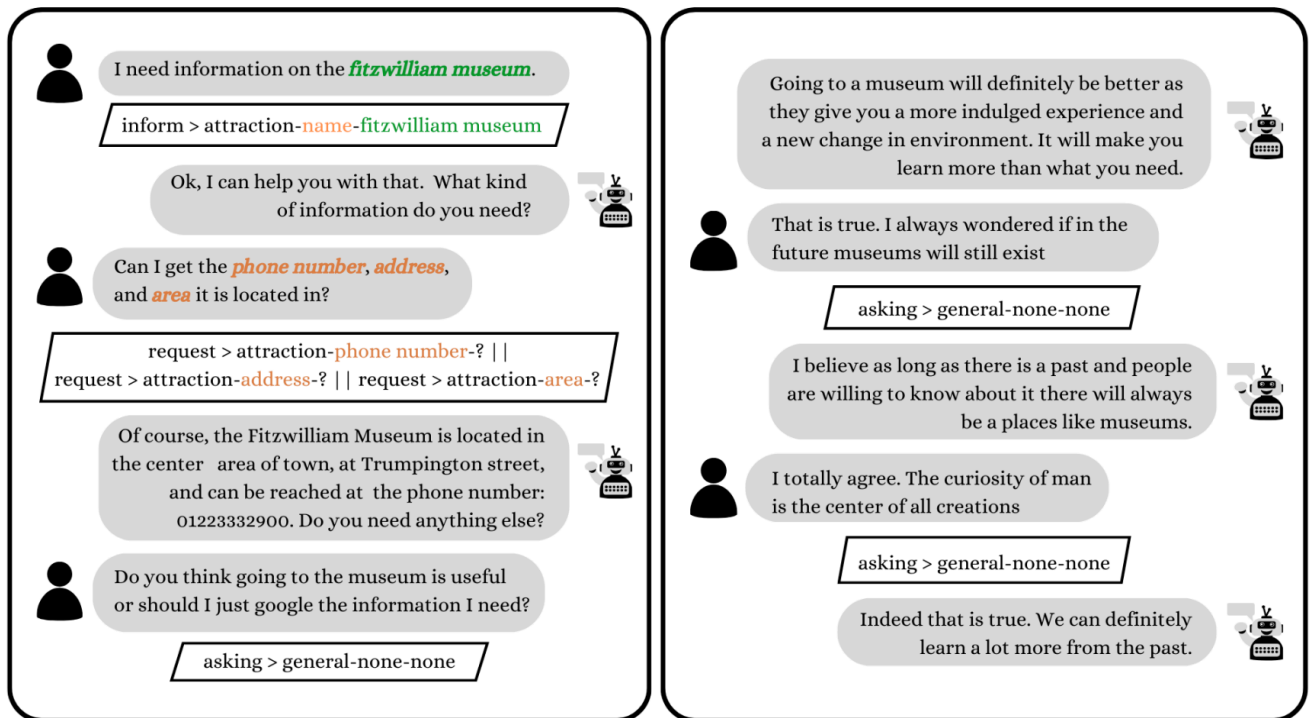 I need information on the fitzwilliam museum.
inform > attraction-name-fitzwilliam museum
Ok, I can help you with that. What kind
of information do you need?
Can I get the phone number, address,
and area it is located in?
request > attraction-phone number-? ||
request > attraction-address-? || request > attraction-area-?
Of course, the Fitzwilliam Museum is located in
the center area of town, at Trumpington street,
and can be reached at the phone number:
01223332900. Do you need anything else?
Do you think going to the museum is useful
or should I just google the information I need?
asking > general-none-none
Going to a museum will definitely be better as
they give you a more indulged experience and
a new change in environment. It will make you
learn more than what you need.
That is true. I always wondered if in the
future museums will still exist
asking > general-none-none
I believe as long as there is a past and people
are willing to know about it there will always
be a places like museums.
I totally agree. The curiosity of man
is the center of all creations
asking > general-none-none
Indeed that is true. We can definitely
learn a lot more from the past.